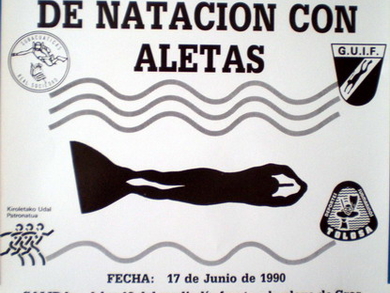 DE NATACION CON
ALETAS
G.U.I.F.
Kiroletako Udal
Patronatua
TOLOSA
FECHA: 17 de Junio de 1990